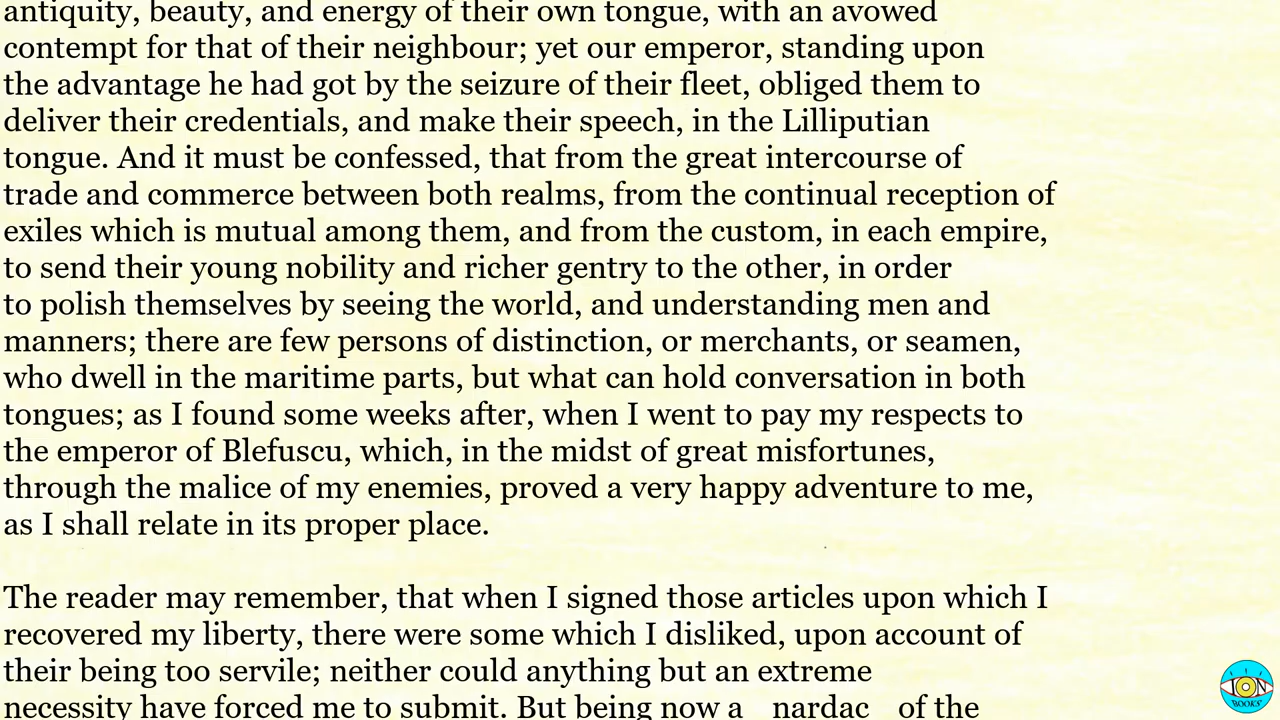 antiquity, beauty, and energy of their own tongue, with an avowed
contempt for that of their neighbour; yet our emperor, standing upon
the advantage he had got by the seizure of their fleet, obliged them to
deliver their credentials, and make their speech, in the Lilliputian
tongue. And it must be confessed, that from the great intercourse of
trade and commerce between both realms, from the continual reception of
exiles which is mutual among them, and from the custom, in each empire,
to send their young nobility and richer gentry to the other, in order
to polish themselves by seeing the world, and understanding men and
manners; there are few persons of distinction, or merchants, or seamen,
who dwell in the maritime parts, but what can hold conversation in both
tongues; as I found some weeks after, when I went to pay my respects to
the emperor of Blefuscu, which, in the midst of great misfortunes,
through the malice of my enemies, proved a very happy adventure to me,
as I shall relate in its proper place.
The reader may remember, that when I signed those articles upon which I
recovered my liberty, there were some which I disliked, upon account of
their being too servile; neither could anything but an extreme
necessity have forced me to submit. But being now a nardac of the
ION
BOOKS